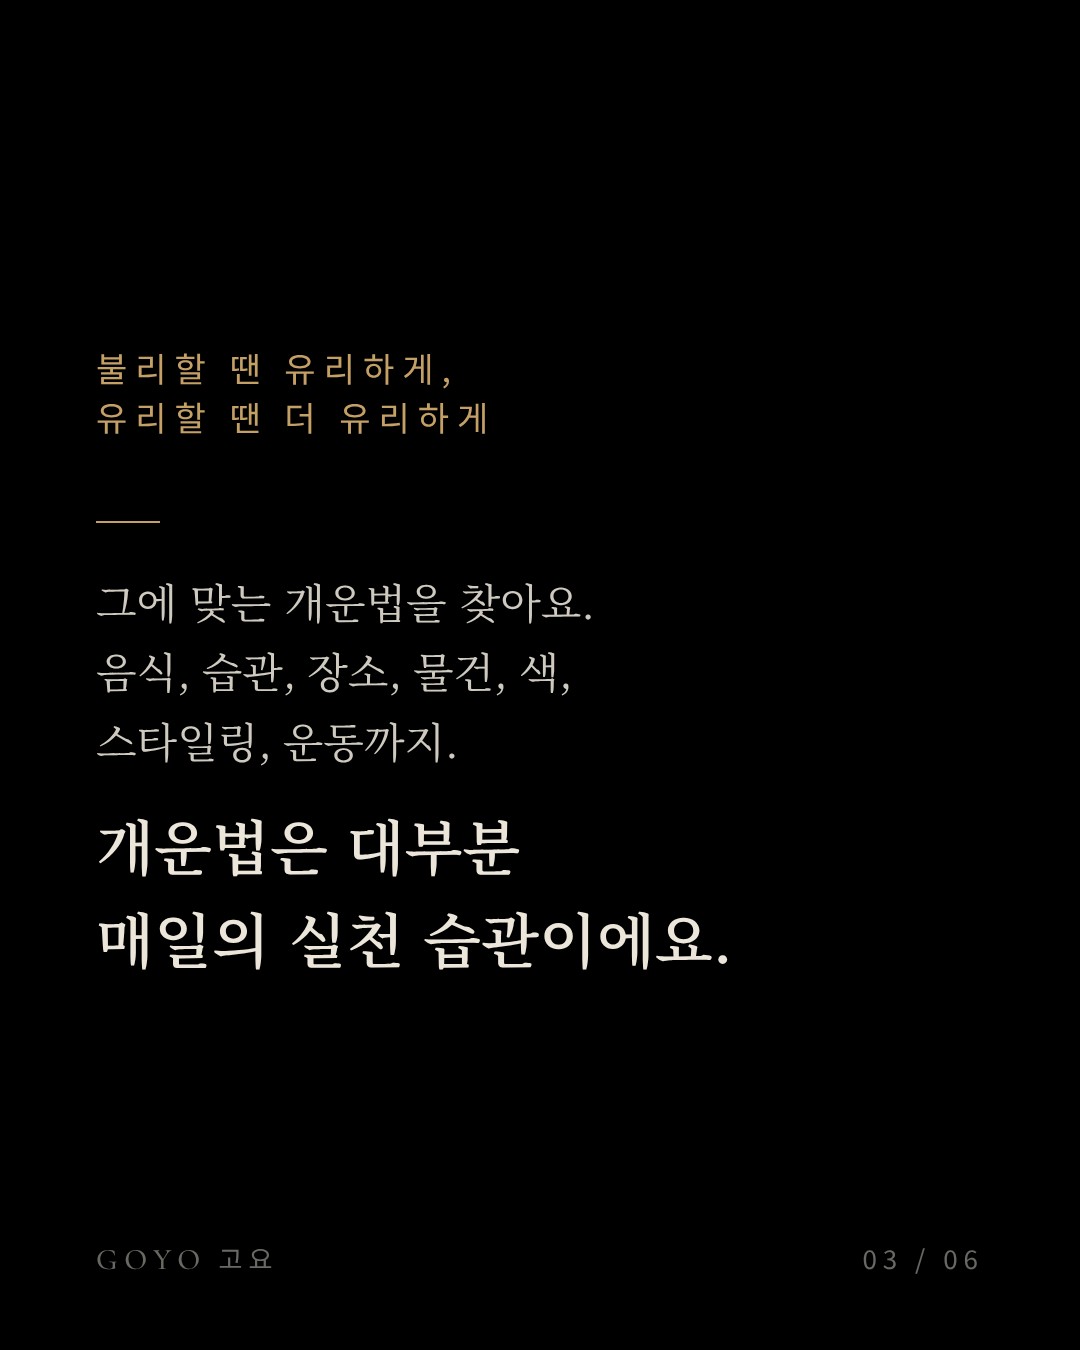 불리할 땐 유리하게,
유리할 땐 더 유리하게
그에 맞는 개운법을 찾아요.
음식, 습관, 장소, 물건, 색,
스타일링, 운동까지.
개운법은 대부분
매일의 실천 습관이에요.
GOYO 고요
03 / 06